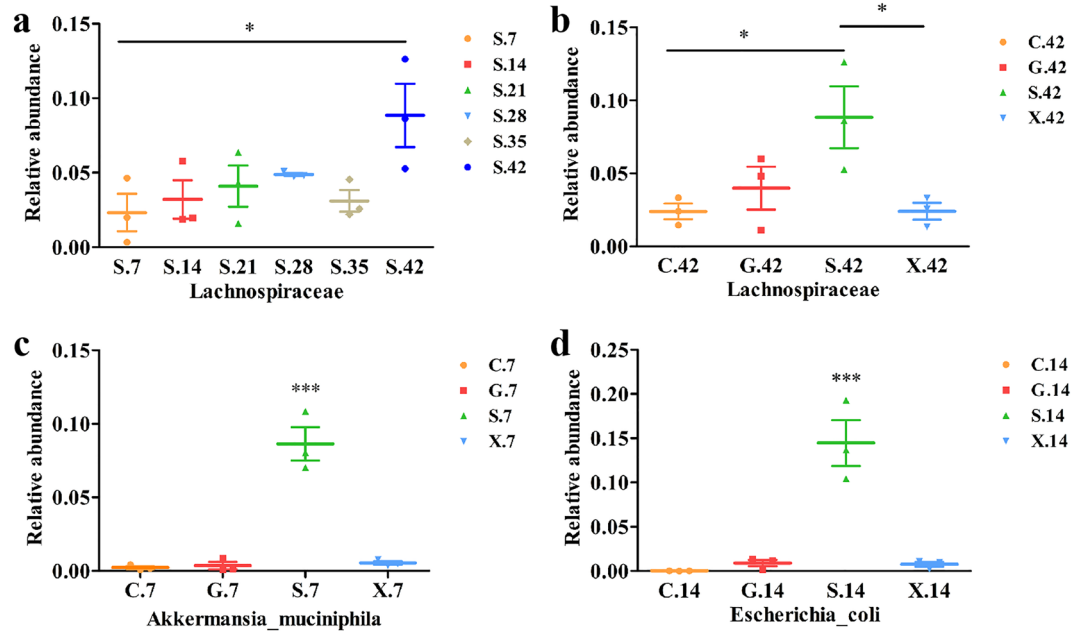 a
0.15
0.10
0.05
0.00
Relative abundance
*
S.7
S.14
S.21
S.28
S.35
S.42
S.7 S.14 S.21 S.28 S.35 S.42
Lachnospiraceae
b
0.15
0.10
0.05
0.00
Relative abundance
*
*
C.42
G.42
S.42
X.42
C.42 G.42 S.42 X.42
Lachnospiraceae
c
0.15
0.10
0.05
0.00
Relative abundance
***
C.7
G.7
S.7
X.7
C.7 G.7 S.7 X.7
Akkermansia_muciniphila
d
0.25
0.20
0.15
0.10
0.05
0.00
Relative abundance
***
C.14
G.14
S.14
X.14
C.14 G.14 S.14 X.14
Escherichia_coli